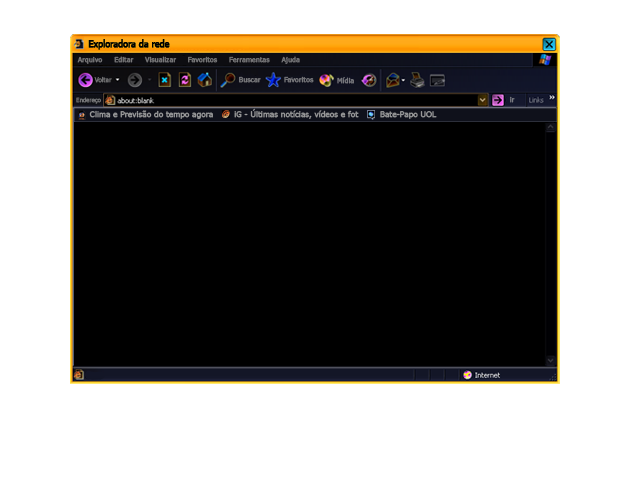 Exploradora da rede
Arquivo Editar Visualizar Favoritos Ferramentas Ajuda
Voltar Buscar Favoritos Mídia
Endereço about:blank Ir Links »
Clima e Previsão do tempo agora iG - Últimas notícias, vídeos e fot Bate-Papo UOL
Internet